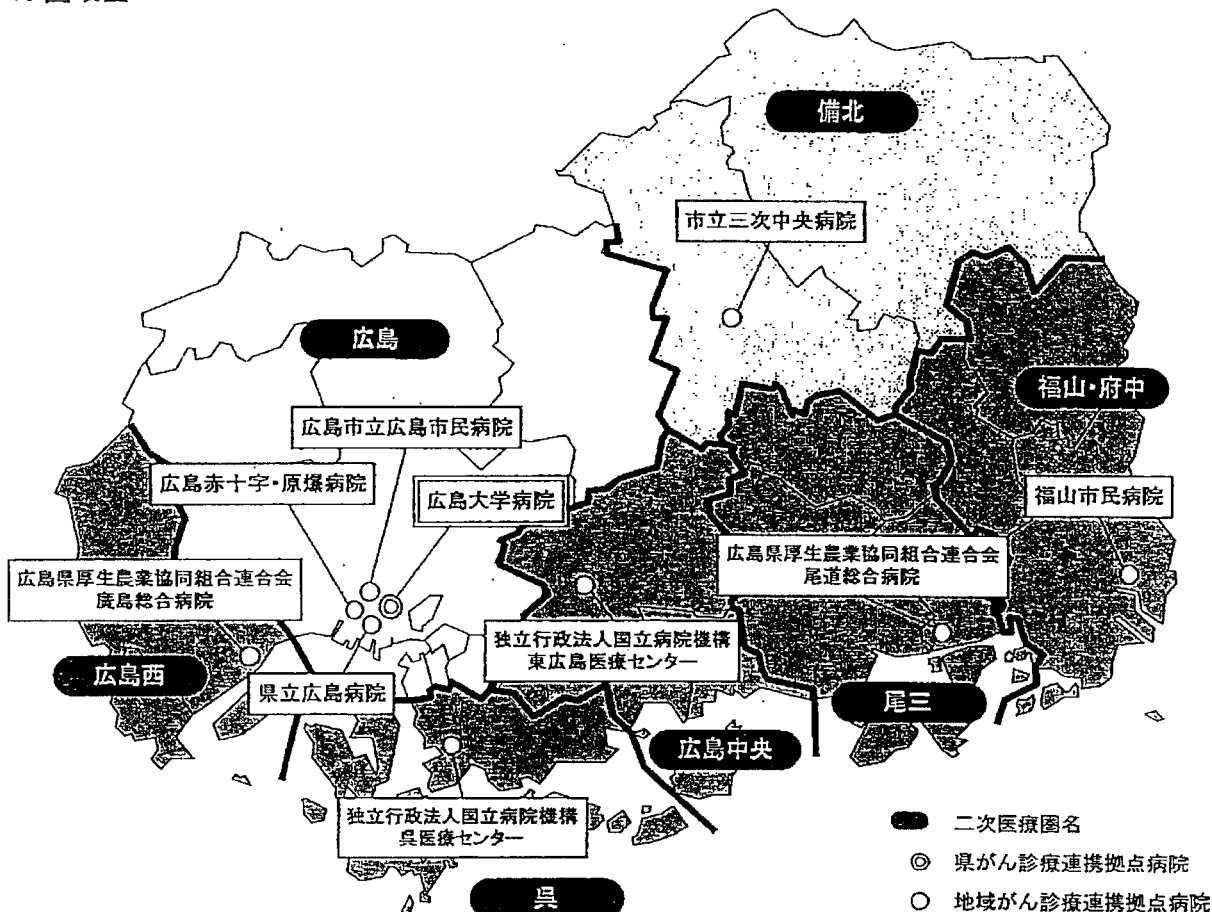 備北
市立三次中央病院
広島
福山・府中
広島市立広島市民病院
広島赤十字・原爆病院
広島大学病院
福山市民病院
広島県厚生農業協同組合連合会
尾道総合病院
広島県厚生農業協同組合連合会
廣島総合病院
独立行政法人国立病院機構
東広島医療センター
広島西
県立広島病院
尾三
広島中央
独立行政法人国立病院機構
呉医療センター
呉
二次医療圏名
県がん診療連携拠点病院
地域がん診療連携拠点病院